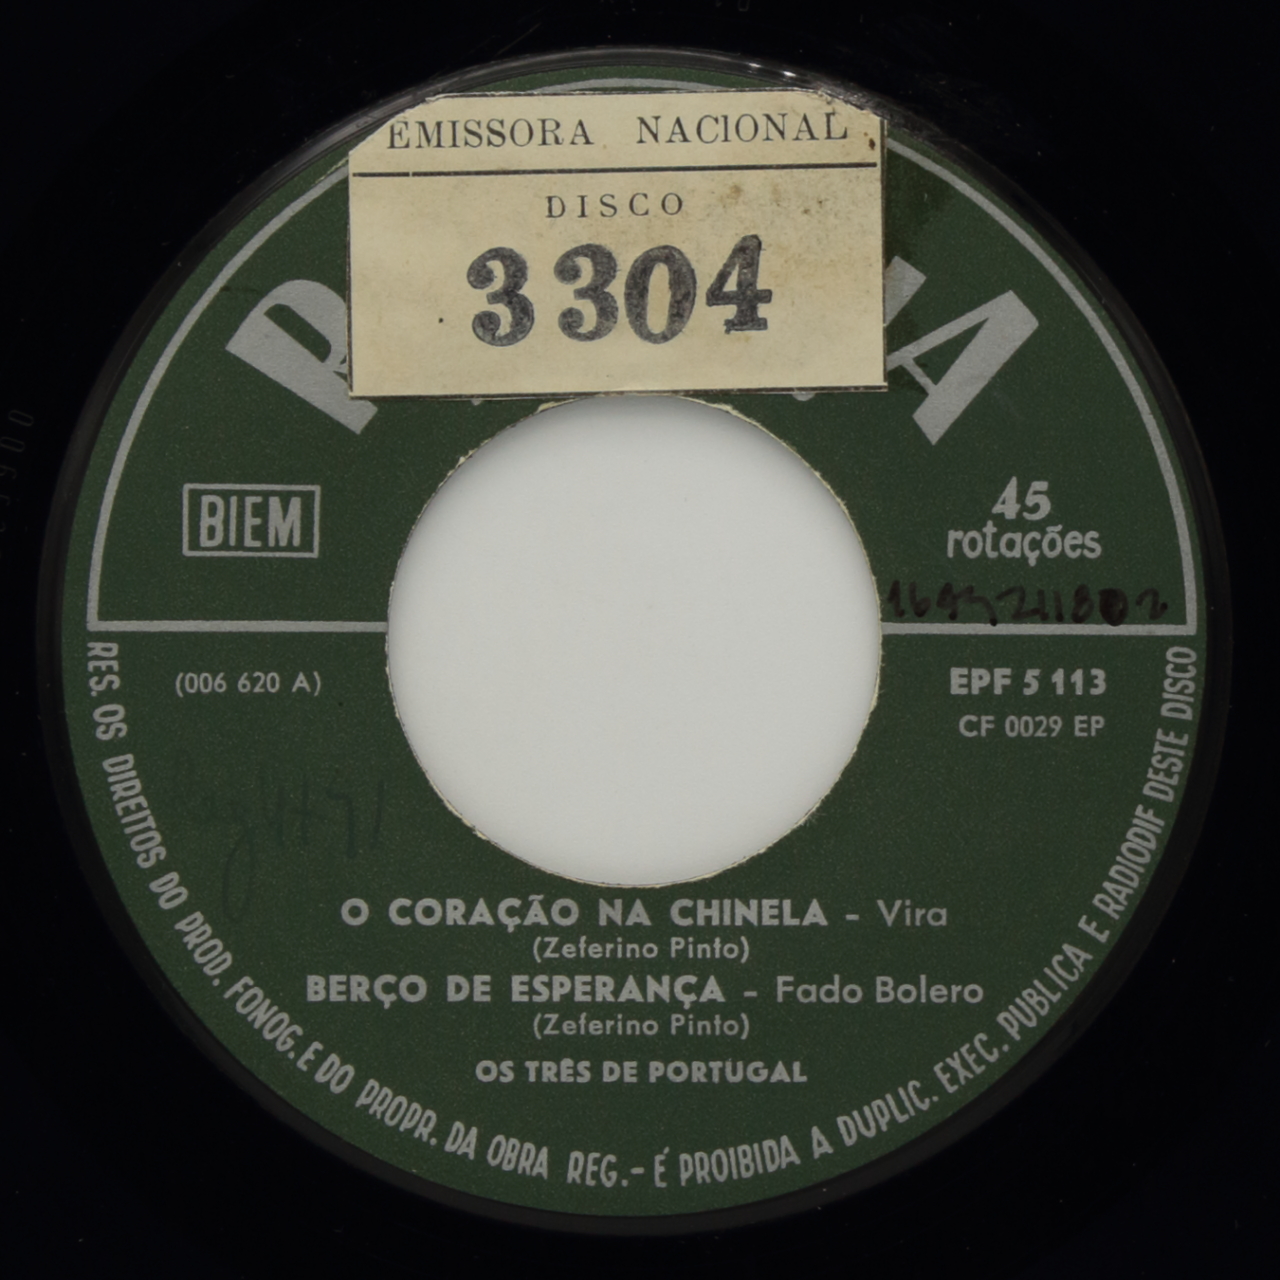 EMISSORA NACIONAL
DISCO
3304
BIEM
45
rotações
(006 620 A)
EPF 5 113
CF 0029 EP
O CORAÇÃO NA CHINELA - Vira
(Zeferino Pinto)
BERÇO DE ESPERANÇA - Fado Bolero
(Zeferino Pinto)
OS TRÊS DE PORTUGAL
RES. OS DIREITOS DO PROD. FONOG. E DO PROPR. DA OBRA REG.- É PROIBIDA A DUPLIC. EXEC. PUBLICA E RADIODIF DESTE DISCO